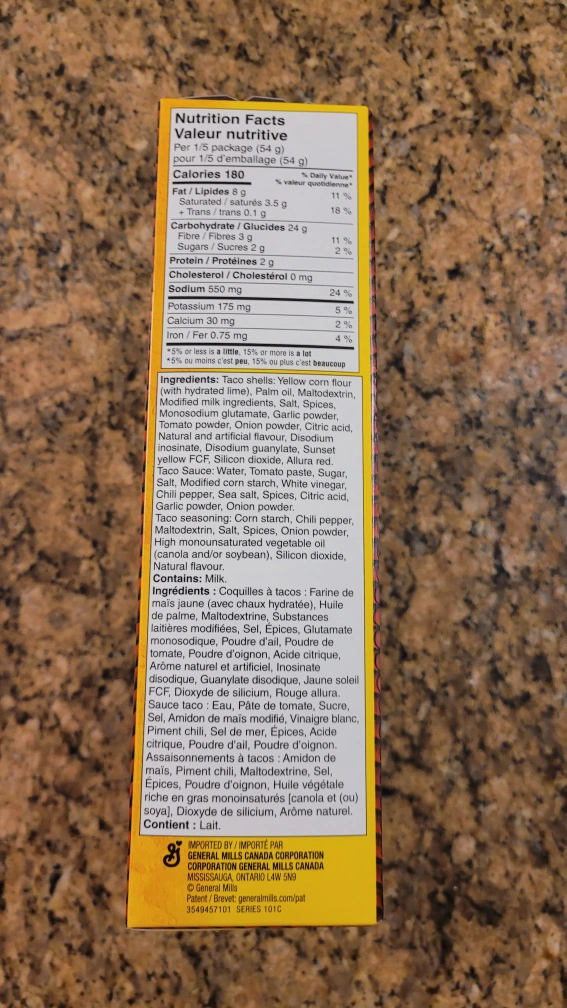 Nutrition Facts
Valeur nutritive
Per 1/5 package (54 g)
pour 1/5 d'emballage (54 g)
Calories 180
% Daily Value*
% valeur quotidienne*
Fat / Lipides 8 g 11 %
Saturated / saturés 3.5 g
+ Trans / trans 0.1 g 18 %
Carbohydrate / Glucides 24 g
Fibre / Fibres 3 g 11 %
Sugars / Sucres 2 g 2 %
Protein / Protéines 2 g
Cholesterol / Cholestérol 0 mg
Sodium 550 mg 24 %
Potassium 175 mg 5 %
Calcium 30 mg 2 %
Iron / Fer 0.75 mg 4 %
*5% or less is a little, 15% or more is a lot
*5% ou moins c'est peu, 15% ou plus c'est beaucoup
Ingredients: Taco shells: Yellow corn flour
(with hydrated lime), Palm oil, Maltodextrin,
Modified milk ingredients, Salt, Spices,
Monosodium glutamate, Garlic powder,
Tomato powder, Onion powder, Citric acid,
Natural and artificial flavour, Disodium
inosinate, Disodium guanylate, Sunset
yellow FCF, Silicon dioxide, Allura red.
Taco Sauce: Water, Tomato paste, Sugar,
Salt, Modified corn starch, White vinegar,
Chili pepper, Sea salt, Spices, Citric acid,
Garlic powder, Onion powder.
Taco seasoning: Corn starch, Chili pepper,
Maltodextrin, Salt, Spices, Onion powder,
High monounsaturated vegetable oil
(canola and/or soybean), Silicon dioxide,
Natural flavour.
Contains: Milk.
Ingrédients : Coquilles à tacos : Farine de
maïs jaune (avec chaux hydratée), Huile
de palme, Maltodextrine, Substances
laitières modifiées, Sel, Épices, Glutamate
monosodique, Poudre d'ail, Poudre de
tomate, Poudre d'oignon, Acide citrique,
Arôme naturel et artificiel, Inosinate
disodique, Guanylate disodique, Jaune soleil
FCF, Dioxyde de silicium, Rouge allura.
Sauce taco : Eau, Pâte de tomate, Sucre,
Sel, Amidon de maïs modifié, Vinaigre blanc,
Piment chili, Sel de mer, Épices, Acide
citrique, Poudre d'ail, Poudre d'oignon.
Assaisonnements à tacos : Amidon de
maïs, Piment chili, Maltodextrine, Sel,
Épices, Poudre d'oignon, Huile végétale
riche en gras monoinsaturés [canola et (ou)
soya], Dioxyde de silicium, Arôme naturel.
Contient : Lait.
IMPORTED BY / IMPORTÉ PAR
GENERAL MILLS CANADA CORPORATION
CORPORATION GENERAL MILLS CANADA
MISSISSAUGA, ONTARIO L4W 5N9
© General Mills
Patent / Brevet: generalmills.com/pat
3549457101 SERIES 101C